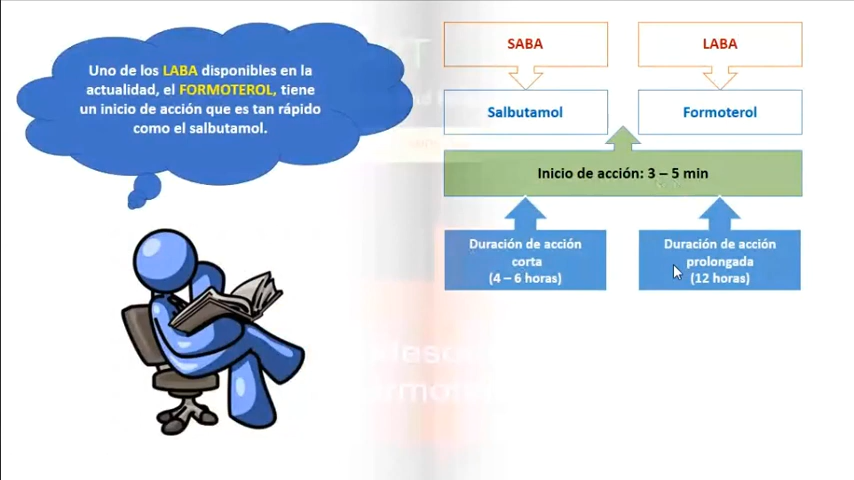 Uno de los LABA disponibles en la
actualidad, el FORMOTEROL, tiene
un inicio de acción que es tan rápido
como el salbutamol.
SABA
LABA
Salbutamol
Formoterol
Inicio de acción: 3 – 5 min
Duración de acción
corta
(4 – 6 horas)
Duración de acción
prolongada
(12 horas)